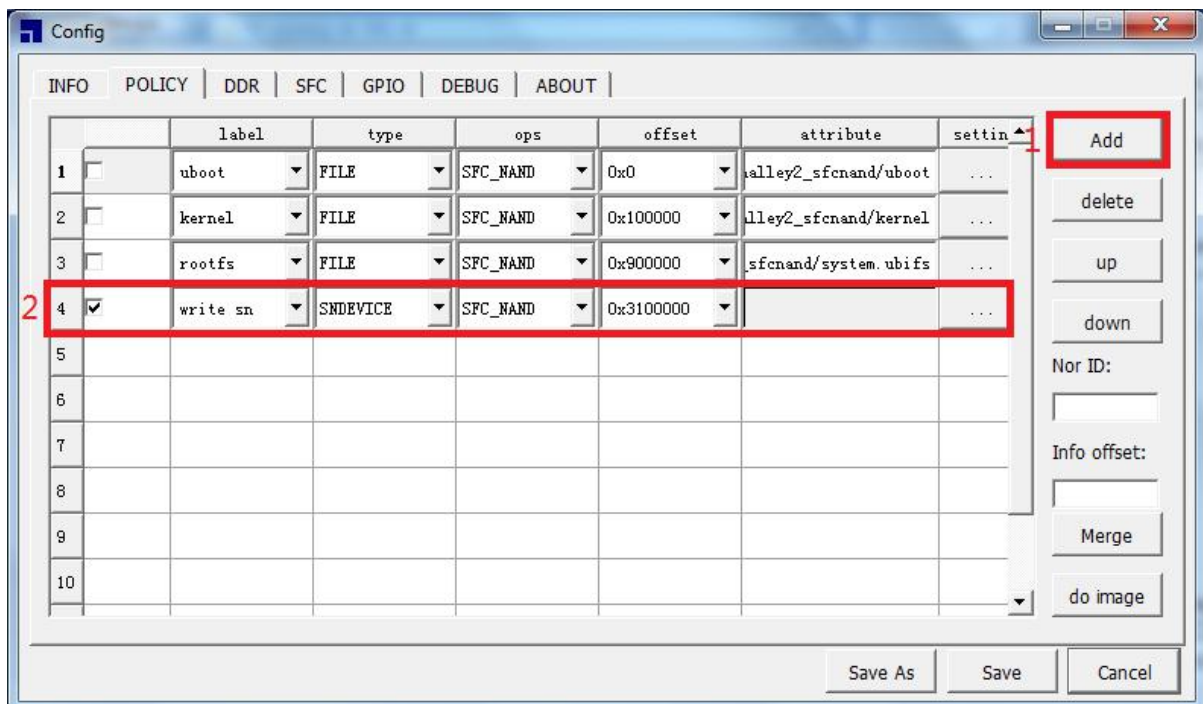 Config
INFO POLICY DDR SFC GPIO DEBUG ABOUT
label type ops offset attribute settin
1 Add
1 uboot FILE SFC_NAND 0x0 alley2_sfcnand/uboot ...
delete
2 kernel FILE SFC_NAND 0x100000 lley2_sfcnand/kernel ...
3 rootfs FILE SFC_NAND 0x900000 _sfcnand/system.ubifs ...
up
2 4 write sn SNDEVICE SFC_NAND 0x3100000 ...
down
5
Nor ID:
6
7
Info offset:
8
9
Merge
10
do image
Save As Save Cancel